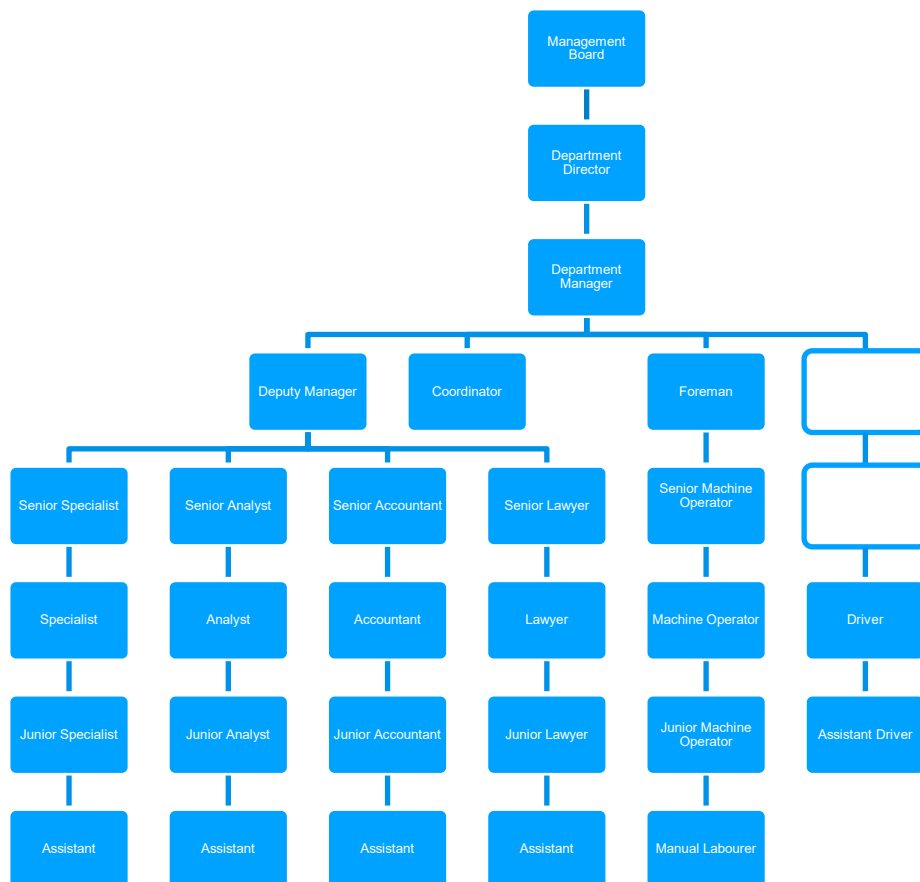 Management
Board
Department
Director
Department
Manager
Deputy Manager
Coordinator
Foreman
Senior Specialist
Senior Analyst
Senior Accountant
Senior Lawyer
Senior Machine
Operator
Specialist
Analyst
Accountant
Lawyer
Machine Operator
Driver
Junior Specialist
Junior Analyst
Junior Accountant
Junior Lawyer
Junior Machine
Operator
Assistant Driver
Assistant
Assistant
Assistant
Assistant
Manual Labourer